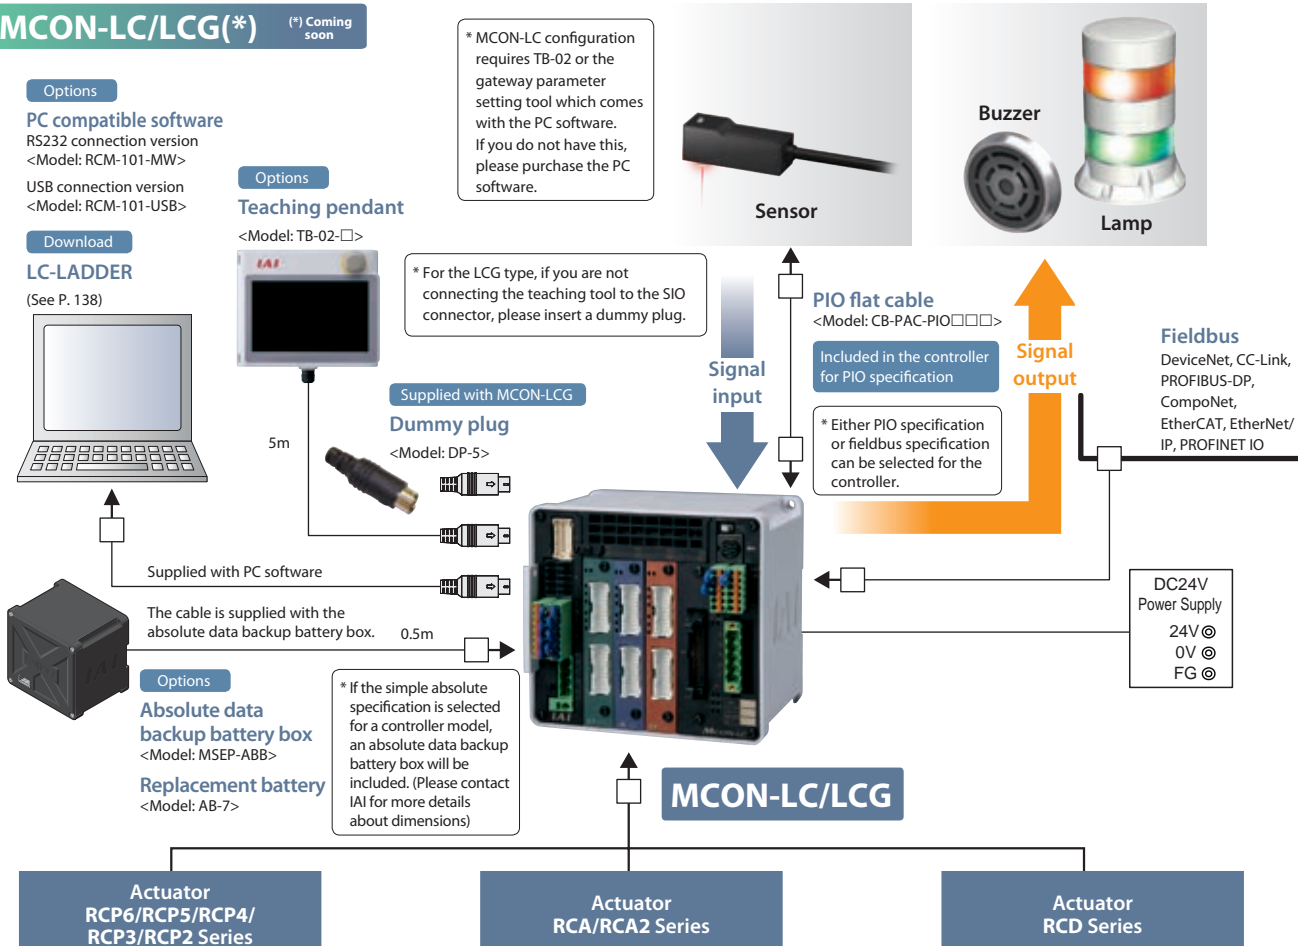 MCON-LC/LCG(*)
(*) Coming
soon
Options
PC compatible software
RS232 connection version
<Model: RCM-101-MW>
USB connection version
<Model: RCM-101-USB>
Download
LC-LADDER
(See P. 138)
Options
Teaching pendant
<Model: TB-02-□>
IAI
* MCON-LC configuration
requires TB-02 or the
gateway parameter
setting tool which comes
with the PC software.
If you do not have this,
please purchase the PC
software.
* For the LCG type, if you are not
connecting the teaching tool to the SIO
connector, please insert a dummy plug.
Sensor
Buzzer
Lamp
Signal
input
PIO flat cable
<Model: CB-PAC-PIO□□□>
Included in the controller
for PIO specification
* Either PIO specification
or fieldbus specification
can be selected for the
controller.
Signal
output
Fieldbus
DeviceNet, CC-Link,
PROFIBUS-DP,
CompoNet,
EtherCAT, EtherNet/
IP, PROFINET IO
5m
Supplied with MCON-LCG
Dummy plug
<Model: DP-5>
Supplied with PC software
The cable is supplied with the
absolute data backup battery box.
0.5m
Options
Absolute data
backup battery box
<Model: MSEP-ABB>
Replacement battery
<Model: AB-7>
* If the simple absolute
specification is selected
for a controller model,
an absolute data backup
battery box will be
included. (Please contact
IAI for more details
about dimensions)
IAI
DC24V
Power Supply
24V
0V
FG
MCON-LC/LCG
Actuator
RCP6/RCP5/RCP4/
RCP3/RCP2 Series
Actuator
RCA/RCA2 Series
Actuator
RCD Series